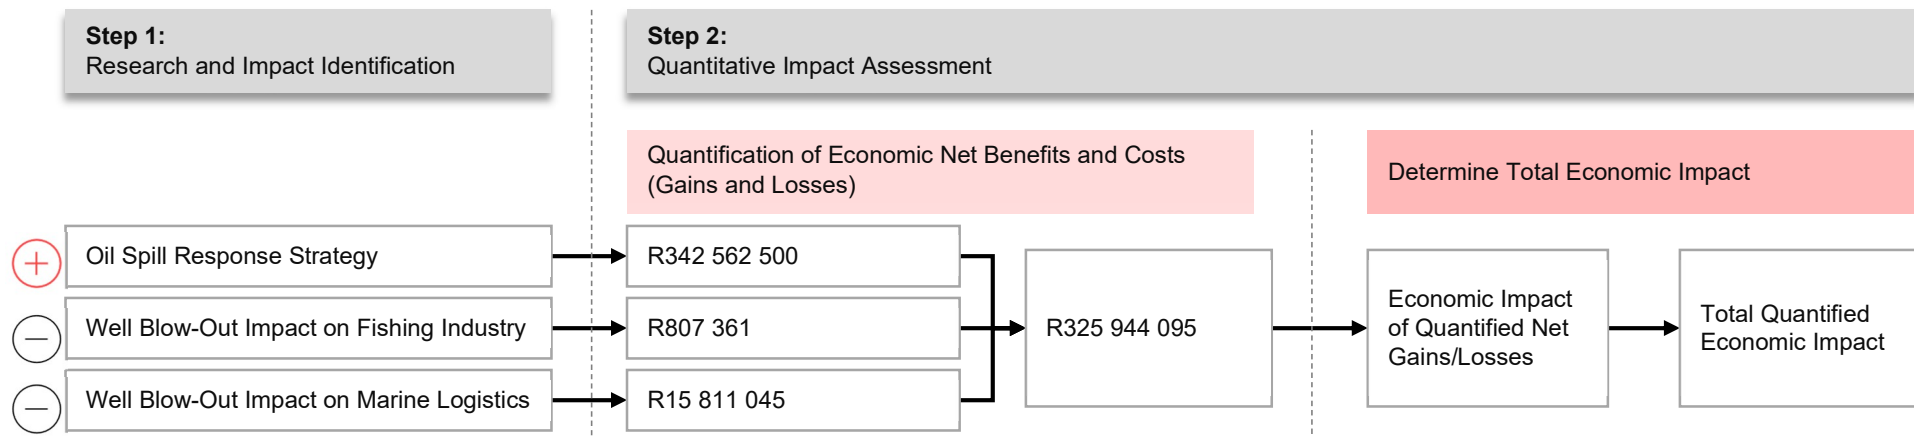 Step 1:
Research and Impact Identification
Step 2:
Quantitative Impact Assessment
Quantification of Economic Net Benefits and Costs
(Gains and Losses)
Determine Total Economic Impact
Oil Spill Response Strategy
R342 562 500
Well Blow-Out Impact on Fishing Industry
R807 361
Well Blow-Out Impact on Marine Logistics
R15 811 045
R325 944 095
Economic Impact
of Quantified Net
Gains/Losses
Total Quantified
Economic Impact